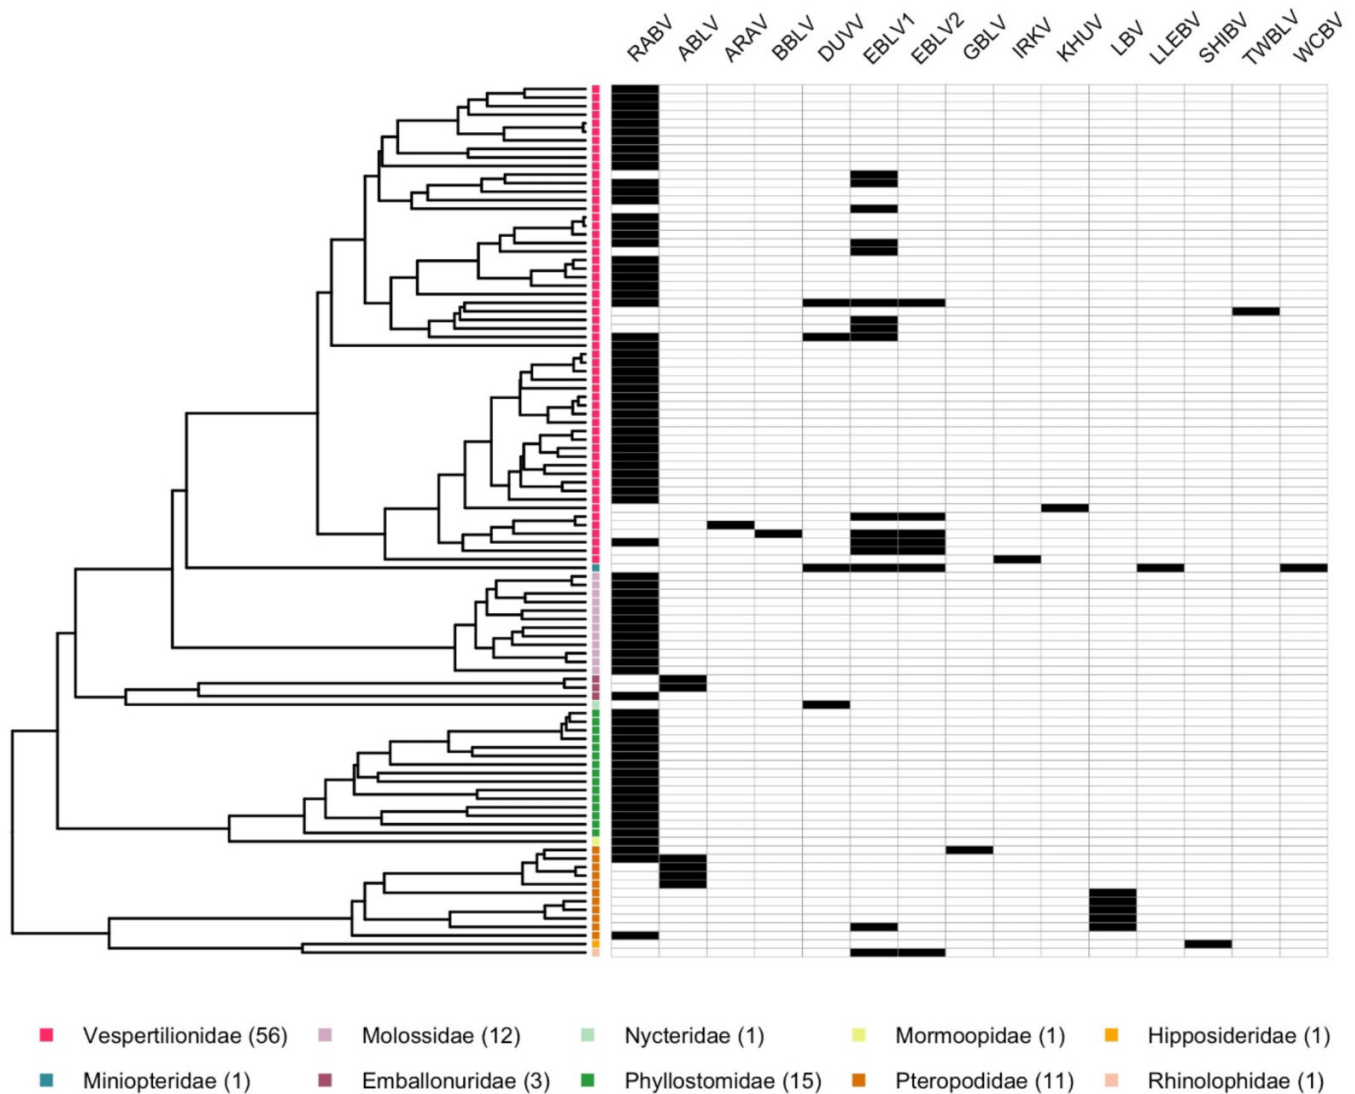 RABV ABLV ARAV BBLV DUVV EBLV1 EBLV2 GBLV IRKV KHUV LBV LLEBV SHIBV TWBLV WCBV
Vespertilionidae (56) Molossidae (12) Nycteridae (1) Mormoopidae (1) Hipposideridae (1)
Miniopteridae (1) Emballonuridae (3) Phyllostomidae (15) Pteropodidae (11) Rhinolophidae (1)